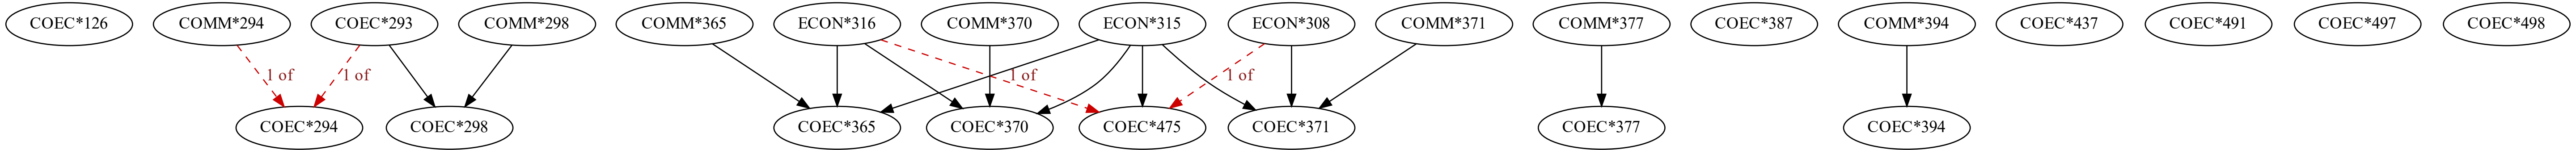 COEC*126 COMM*294 COEC*293 COMM*298 COMM*365 ECON*316 COMM*370 ECON*315 ECON*308 COMM*371 COMM*377 COEC*387 COMM*394 COEC*437 COEC*491 COEC*497 COEC*498
1 of 1 of 1 of 1 of
COEC*294 COEC*298 COEC*365 COEC*370 COEC*475 COEC*371 COEC*377 COEC*394